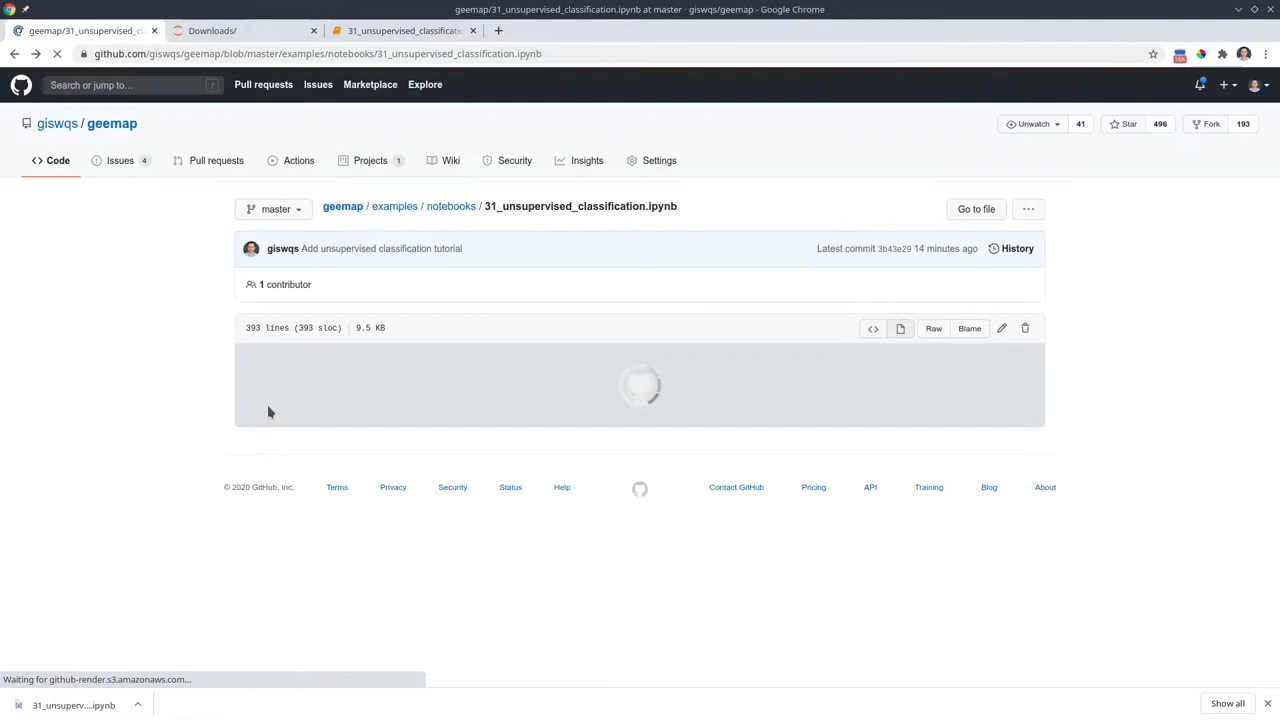 geemap/31_unsupervised_classification.ipynb at master · giswqs/geemap - Google Chrome
geemap/31_unsupervised_cl
Downloads/
31_unsupervised_classification
github.com/giswqs/geemap/blob/master/examples/notebooks/31_unsupervised_classification.ipynb
Search or jump to…
/
Pull requests
Issues
Marketplace
Explore
giswqs / geemap
Unwatch
41
Star
496
Fork
193
Code
Issues 4
Pull requests
Actions
Projects 1
Wiki
Security
Insights
Settings
master
geemap / examples / notebooks / 31_unsupervised_classification.ipynb
Go to file
giswqs Add unsupervised classification tutorial
Latest commit 3b43e29 14 minutes ago
History
1 contributor
393 lines (393 sloc)
9.5 KB
Raw
Blame
© 2020 GitHub, Inc.
Terms
Privacy
Security
Status
Help
Contact GitHub
Pricing
API
Training
Blog
About
Waiting for github-render.s3.amazonaws.com...
31_unsuperv....ipynb
Show all